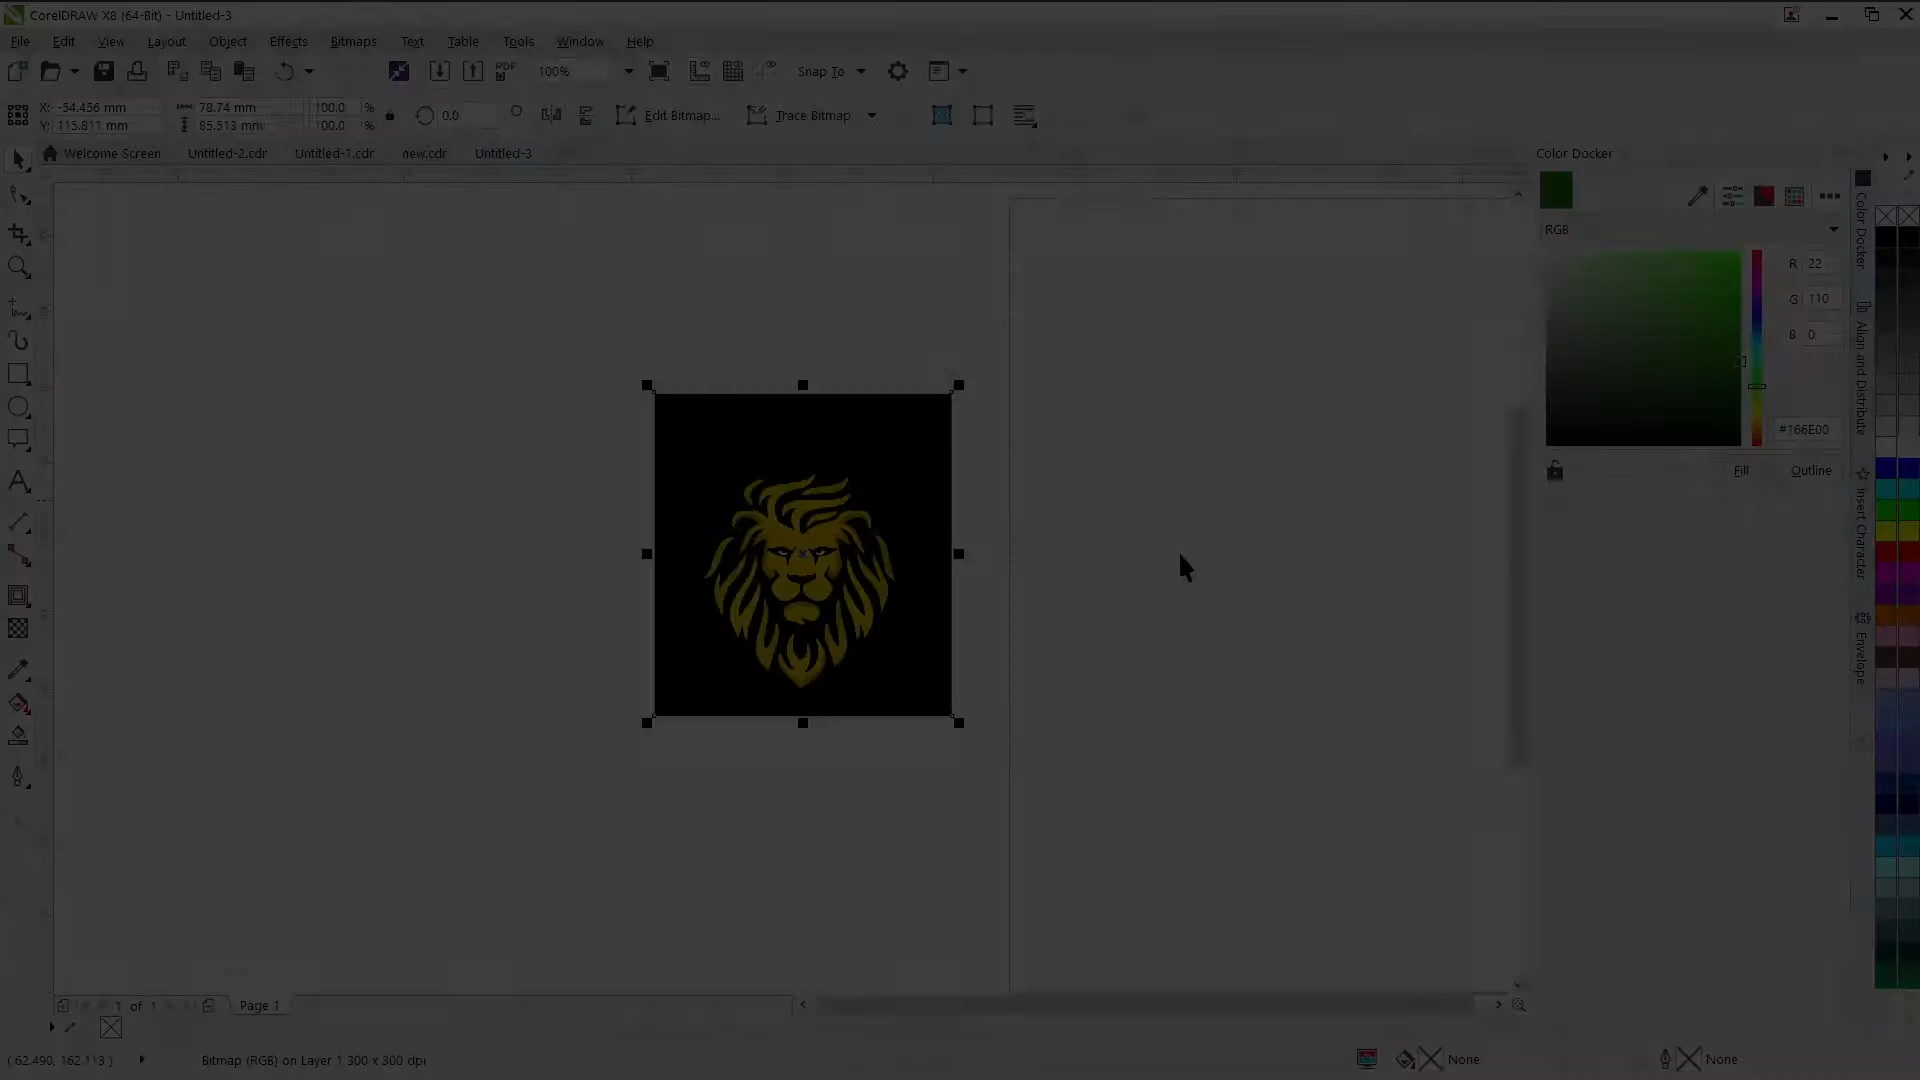 CorelDRAW X8 (64-Bit) - Untitled-3
File Edit View Layout Object Effects Bitmaps Text Table Tools Window Help
PDF 100% Snap To
X: -54.456 mm 78.74 mm 100.0 %
Y: 115.811 mm 85.513 mm 100.0 %
0.0 Edit Bitmap... Trace Bitmap
Welcome Screen Untitled-2.cdr Untitled-1.cdr new.cdr Untitled-3
Color Docker
RGB
R 22
G 110
B 0
#166E00
Fill Outline
Color Docker
Align and Distribute
Insert Character
Envelope
1 of 1 Page 1
( 62.490, 162.113 ) Bitmap (RGB) on Layer 1 300 x 300 dpi None None